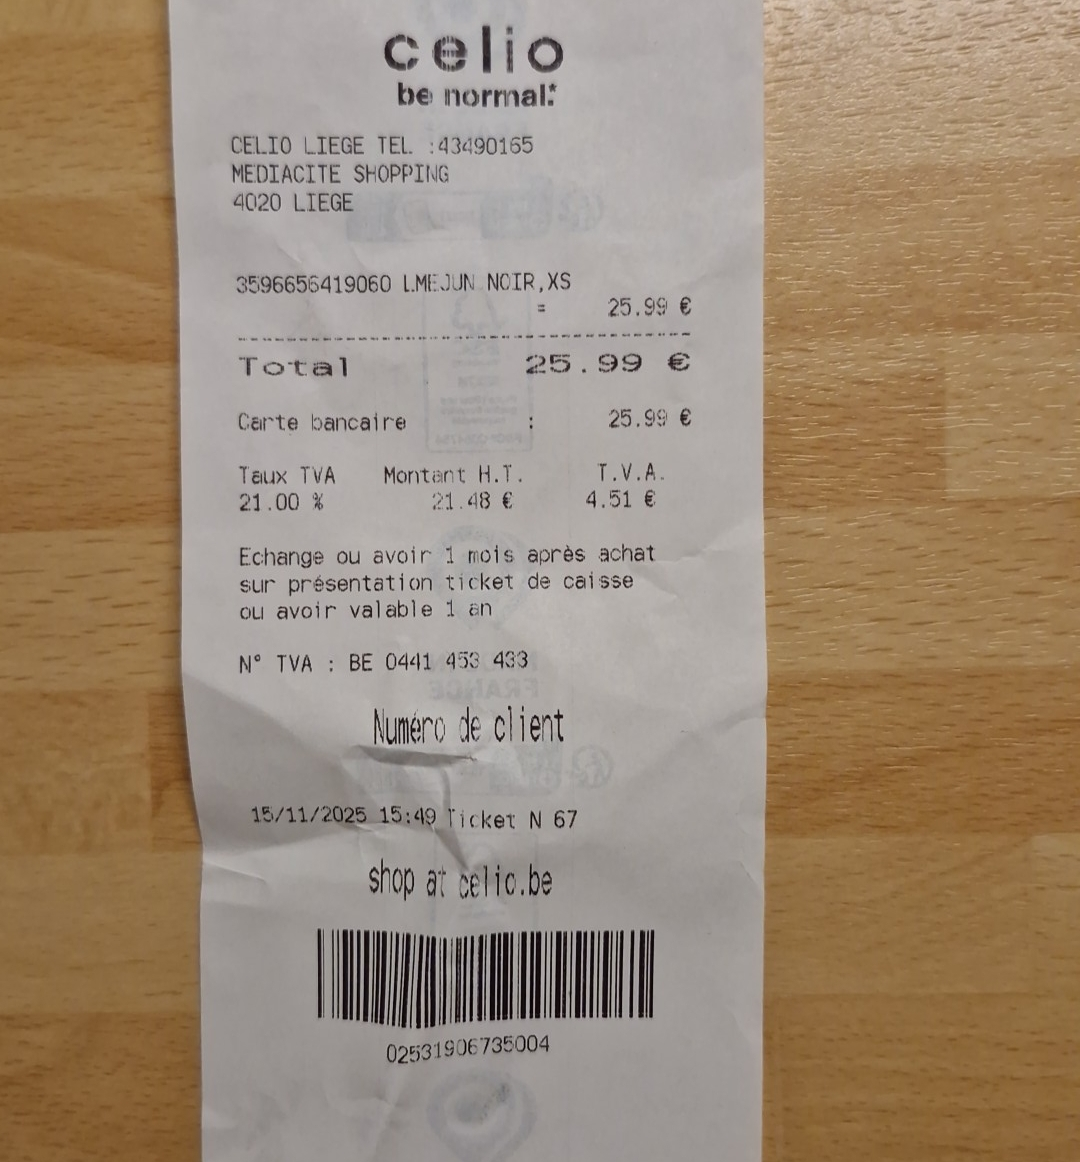 celio
be normal:*
CELIO LIEGE TEL :43490165
MEDIACITE SHOPPING
4020 LIEGE
3596656419060 LMEJUN NOIR,XS
= 25.99 €
Total 25.99 €
Carte bancaire : 25.99 €
Taux TVA Montant H.T. T.V.A.
21.00 % 21.48 € 4.51 €
Echange ou avoir 1 mois après achat
sur présentation ticket de caisse
ou avoir valable 1 an
N° TVA : BE 0441 453 433
Numéro de client
15/11/2025 15:49 Ticket N 67
shop at celio.be
02531906735004